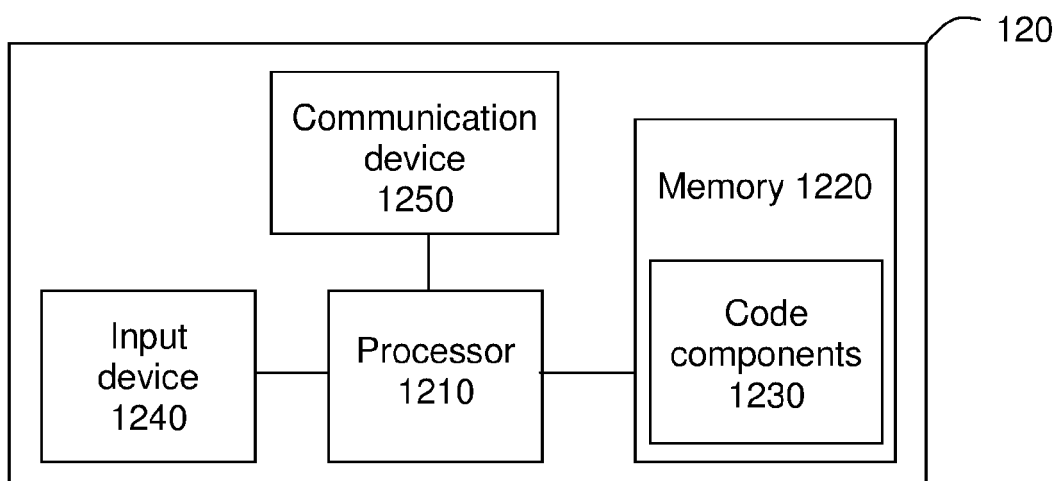 120
Communication
device
1250
Memory 1220
Input
device
1240
Processor
1210
Code
components
1230